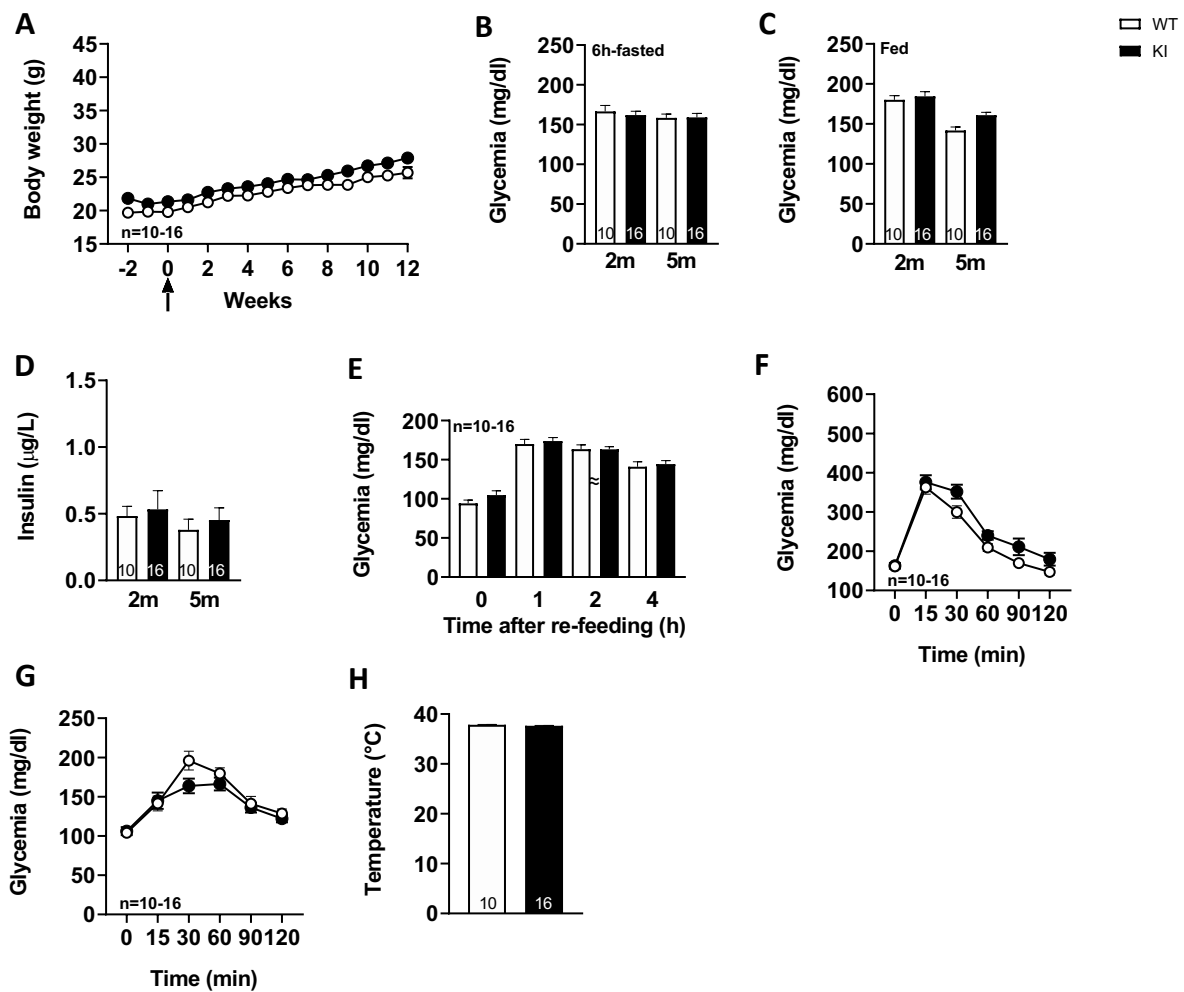 A
Body weight (g)
45
40
35
30
25
20
15
n=10-16
-2 0 2 4 6 8 10 12
Weeks
B
Glycemia (mg/dl)
250
200
150
100
50
0
6h-fasted
10 16 10 16
2m 5m
C
Glycemia (mg/dl)
250
200
150
100
50
0
Fed
10 16 10 16
2m 5m
WT
KI
D
Insulin (µg/L)
1.5
1.0
0.5
0.0
10 16 10 16
2m 5m
E
Glycemia (mg/dl)
200
150
100
50
0
n=10-16
≈
0 1 2 4
Time after re-feeding (h)
F
Glycemia (mg/dl)
600
500
400
300
200
100
n=10-16
0 15 30 60 90 120
Time (min)
G
Glycemia (mg/dl)
250
200
150
100
50
0
n=10-16
0 15 30 60 90 120
Time (min)
H
Temperature (°C)
40
30
20
10
0
10 16